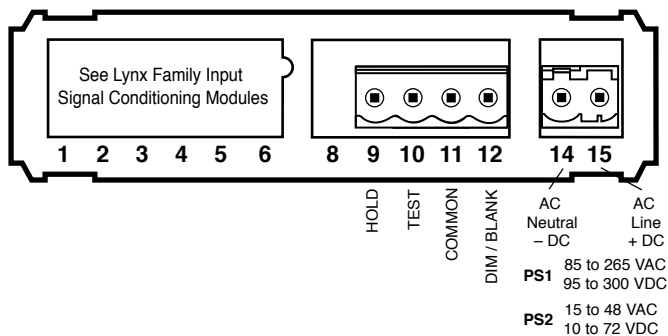 See Lynx Family Input
Signal Conditioning Modules
1 2 3 4 5 6 8 9 10 11 12 14 15
HOLD
TEST
COMMON
DIM / BLANK
AC
Neutral
– DC
AC
Line
+ DC
PS1 85 to 265 VAC
95 to 300 VDC
PS2 15 to 48 VAC
10 to 72 VDC